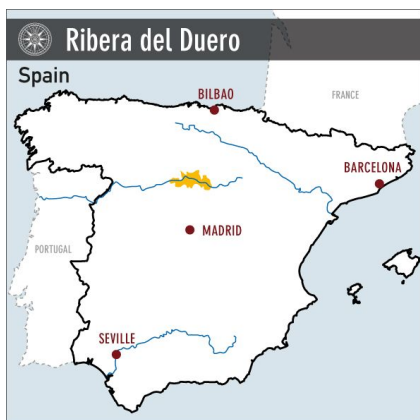 Ribera del Duero
Spain
BILBAO
FRANCE
BARCELONA
MADRID
PORTUGAL
SEVILLE